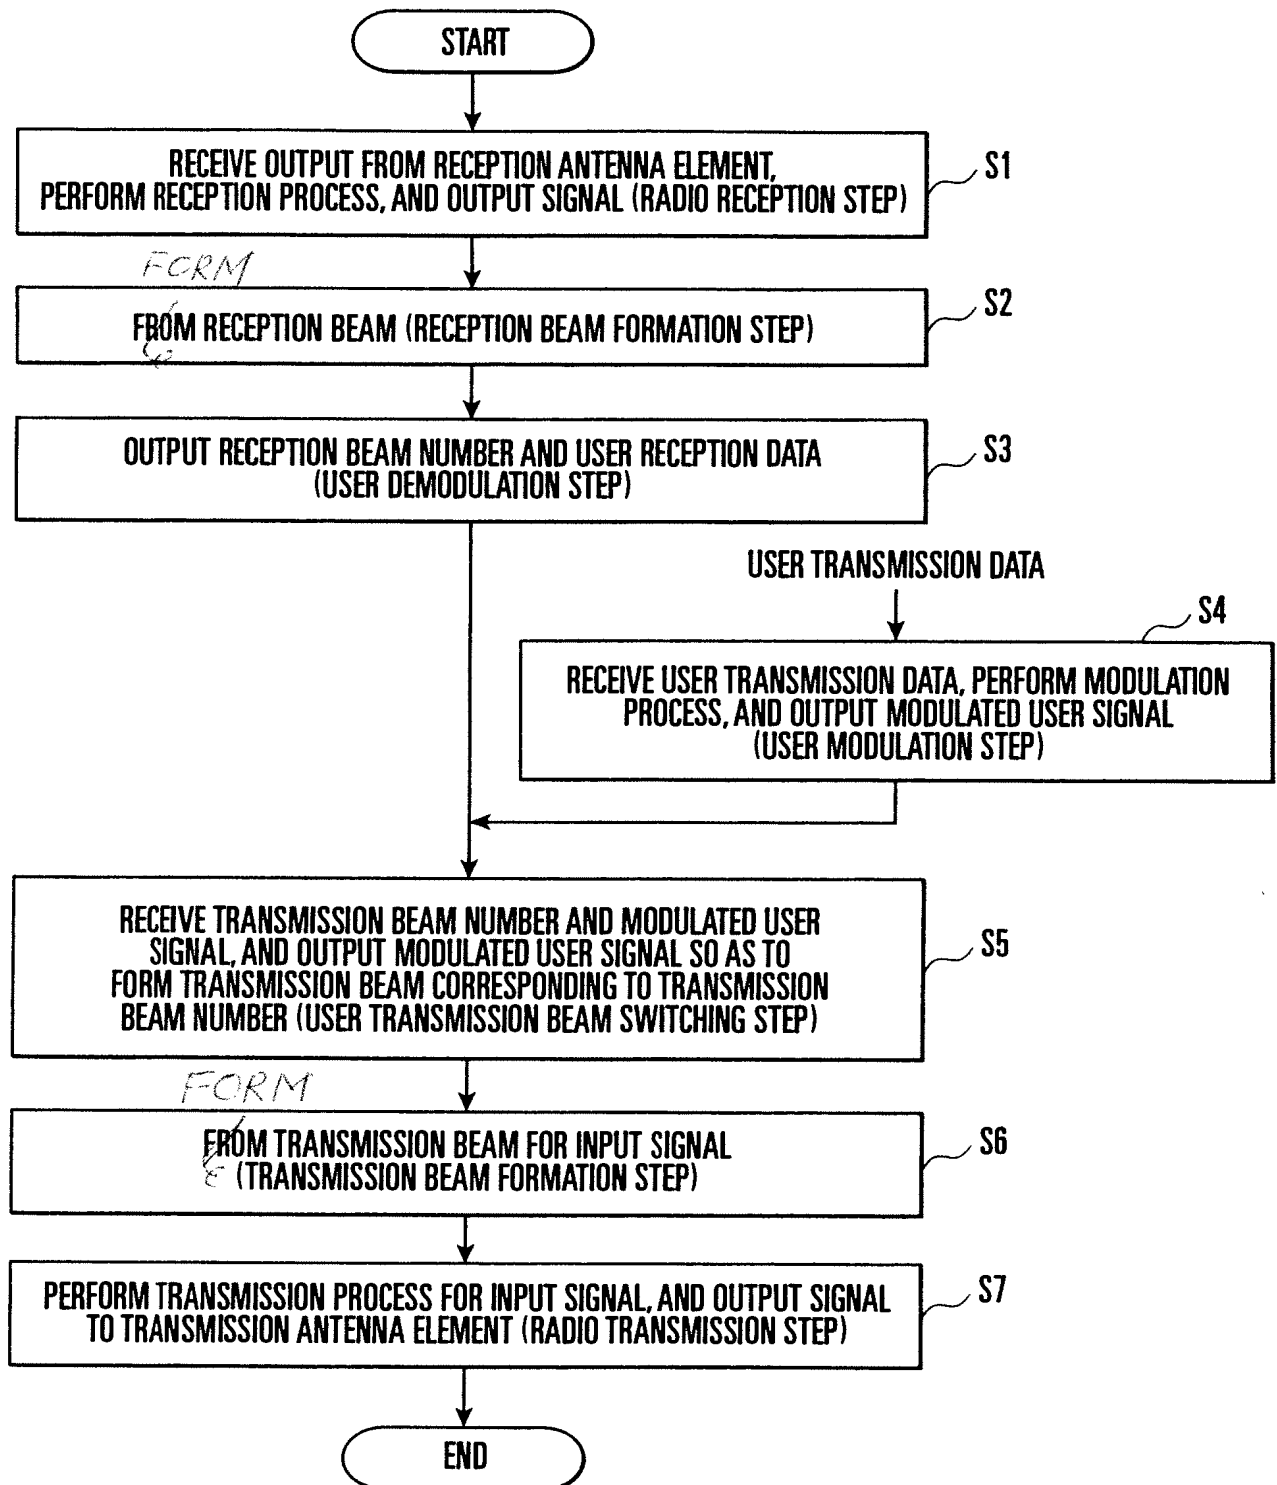 START
RECEIVE OUTPUT FROM RECEPTION ANTENNA ELEMENT,
PERFORM RECEPTION PROCESS, AND OUTPUT SIGNAL (RADIO RECEPTION STEP)
S1
FORM
FROM RECEPTION BEAM (RECEPTION BEAM FORMATION STEP)
S2
OUTPUT RECEPTION BEAM NUMBER AND USER RECEPTION DATA
(USER DEMODULATION STEP)
S3
USER TRANSMISSION DATA
S4
RECEIVE USER TRANSMISSION DATA, PERFORM MODULATION
PROCESS, AND OUTPUT MODULATED USER SIGNAL
(USER MODULATION STEP)
RECEIVE TRANSMISSION BEAM NUMBER AND MODULATED USER
SIGNAL, AND OUTPUT MODULATED USER SIGNAL SO AS TO
FORM TRANSMISSION BEAM CORRESPONDING TO TRANSMISSION
BEAM NUMBER (USER TRANSMISSION BEAM SWITCHING STEP)
S5
FORM
FROM TRANSMISSION BEAM FOR INPUT SIGNAL
(TRANSMISSION BEAM FORMATION STEP)
S6
PERFORM TRANSMISSION PROCESS FOR INPUT SIGNAL, AND OUTPUT SIGNAL
TO TRANSMISSION ANTENNA ELEMENT (RADIO TRANSMISSION STEP)
S7
END